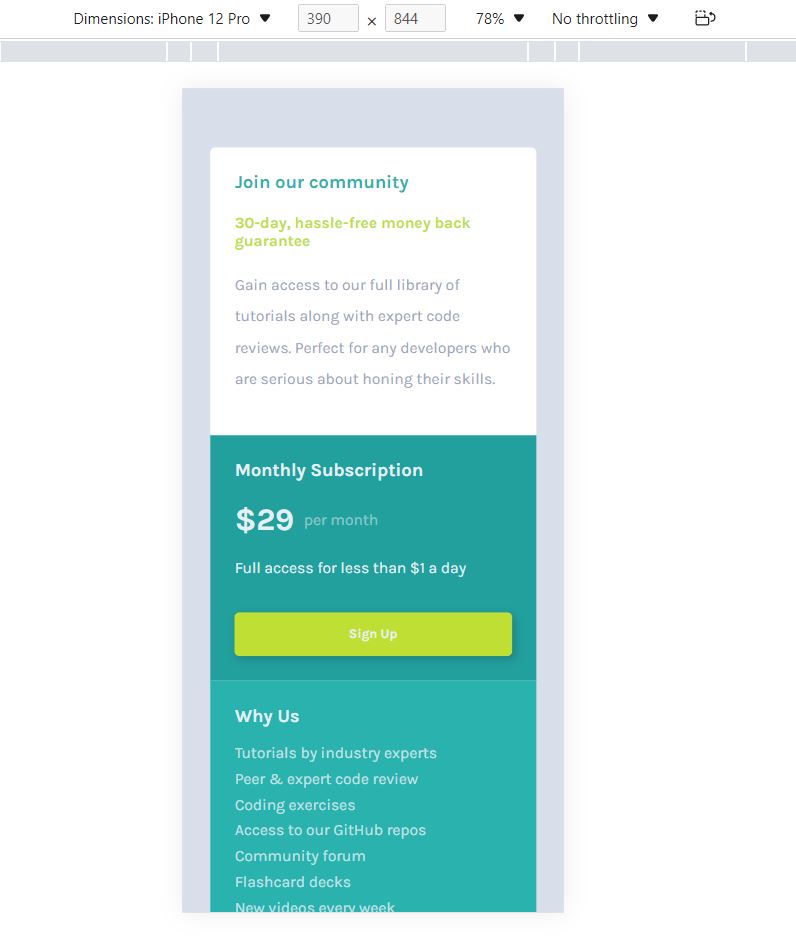 Dimensions: iPhone 12 Pro ▼ 390 × 844 78% ▼ No throttling ▼
Join our community
30-day, hassle-free money back
guarantee
Gain access to our full library of
tutorials along with expert code
reviews. Perfect for any developers who
are serious about honing their skills.
Monthly Subscription
$29 per month
Full access for less than $1 a day
Sign Up
Why Us
Tutorials by industry experts
Peer & expert code review
Coding exercises
Access to our GitHub repos
Community forum
Flashcard decks
New videos every week